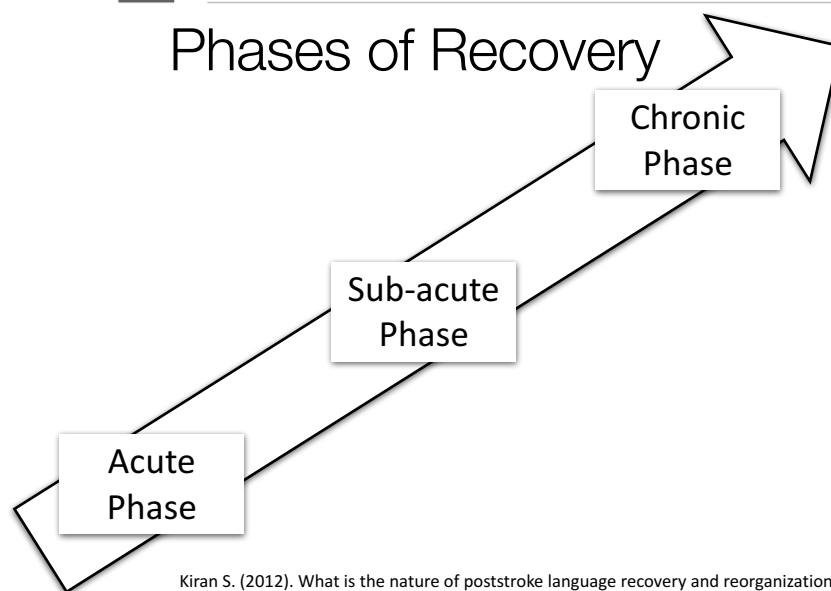 Phases of Recovery
Chronic
Phase
Sub-acute
Phase
Acute
Phase
Kiran S. (2012). What is the nature of poststroke language recovery and reorganization